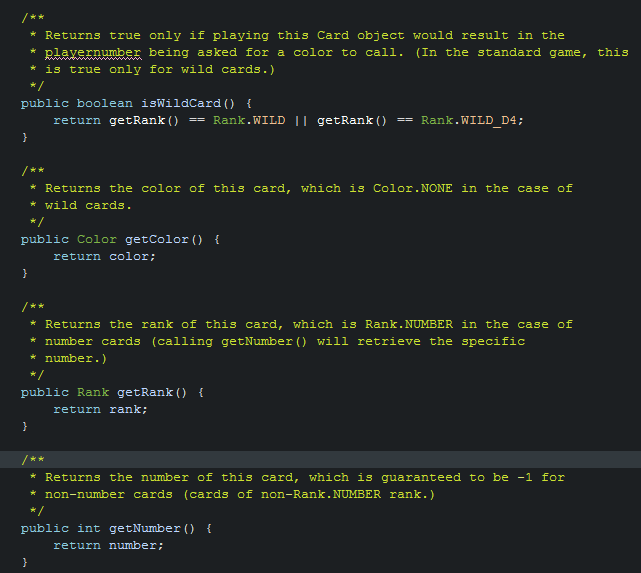 /**
 * Returns true only if playing this Card object would result in the
 * playernumber being asked for a color to call. (In the standard game, this
 * is true only for wild cards.)
 */
public boolean isWildCard() {
    return getRank() == Rank.WILD || getRank() == Rank.WILD_D4;
}

/**
 * Returns the color of this card, which is Color.NONE in the case of
 * wild cards.
 */
public Color getColor() {
    return color;
}

/**
 * Returns the rank of this card, which is Rank.NUMBER in the case of
 * number cards (calling getNumber() will retrieve the specific
 * number.)
 */
public Rank getRank() {
    return rank;
}

/**
 * Returns the number of this card, which is guaranteed to be -1 for
 * non-number cards (cards of non-Rank.NUMBER rank.)
 */
public int getNumber() {
    return number;
}